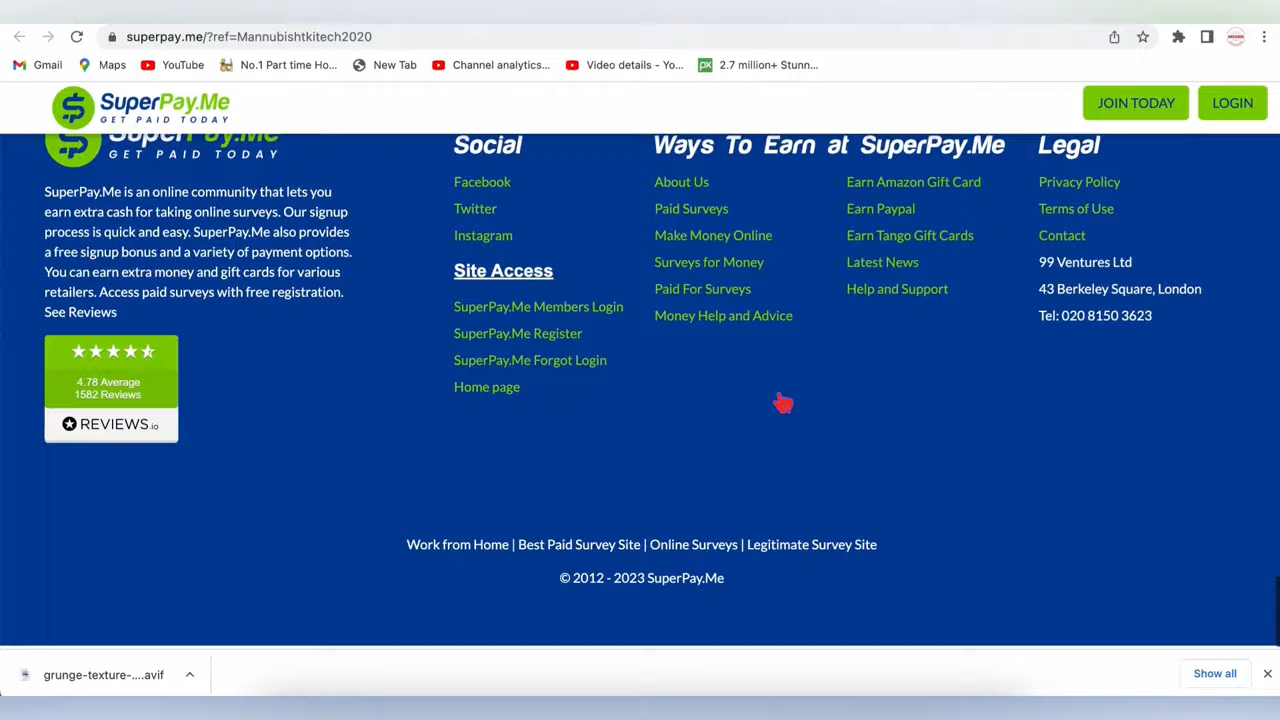 superpay.me/?ref=Mannubishtkitech2020
Gmail
Maps
YouTube
No.1 Part time Ho...
New Tab
Channel analytics...
Video details - Yo...
2.7 million+ Stunn...
SuperPay.Me
GET PAID TODAY
JOIN TODAY
LOGIN
SuperPay.Me
GET PAID TODAY
SuperPay.Me is an online community that lets you
earn extra cash for taking online surveys. Our signup
process is quick and easy. SuperPay.Me also provides
a free signup bonus and a variety of payment options.
You can earn extra money and gift cards for various
retailers. Access paid surveys with free registration.
See Reviews
4.78 Average
1582 Reviews
REVIEWS.io
Social
Facebook
Twitter
Instagram
Site Access
SuperPay.Me Members Login
SuperPay.Me Register
SuperPay.Me Forgot Login
Home page
Ways To Earn at SuperPay.Me
About Us
Paid Surveys
Make Money Online
Surveys for Money
Paid For Surveys
Money Help and Advice
Earn Amazon Gift Card
Earn Paypal
Earn Tango Gift Cards
Latest News
Help and Support
Legal
Privacy Policy
Terms of Use
Contact
99 Ventures Ltd
43 Berkeley Square, London
Tel: 020 8150 3623
Work from Home | Best Paid Survey Site | Online Surveys | Legitimate Survey Site
© 2012 - 2023 SuperPay.Me
grunge-texture-....avif
Show all